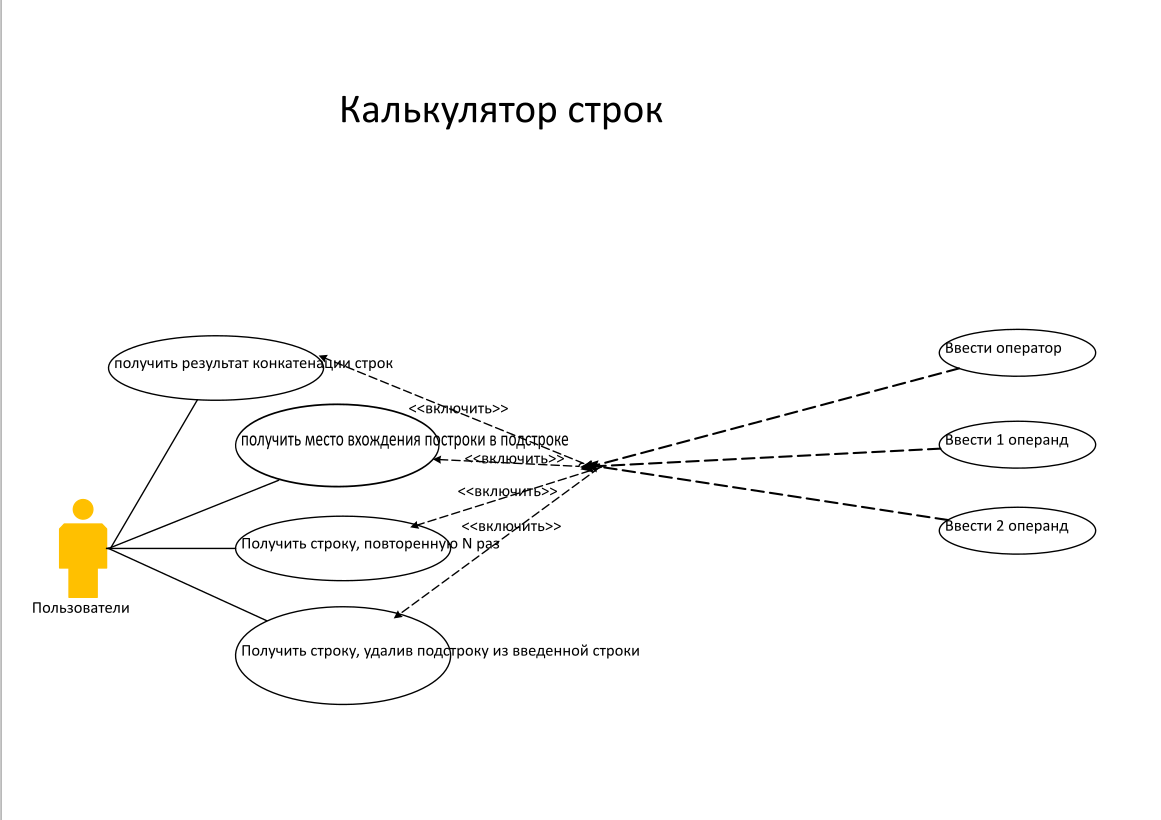 Калькулятор строк
получить результат конкатенации строк
Ввести оператор
<<включить>>
получить место вхождения построки в подстроке
<<включить>>
Ввести 1 операнд
<<включить>>
<<включить>>
Ввести 2 операнд
Получить строку, повторенную N раз
Пользователи
Получить строку, удалив подстроку из введенной строки